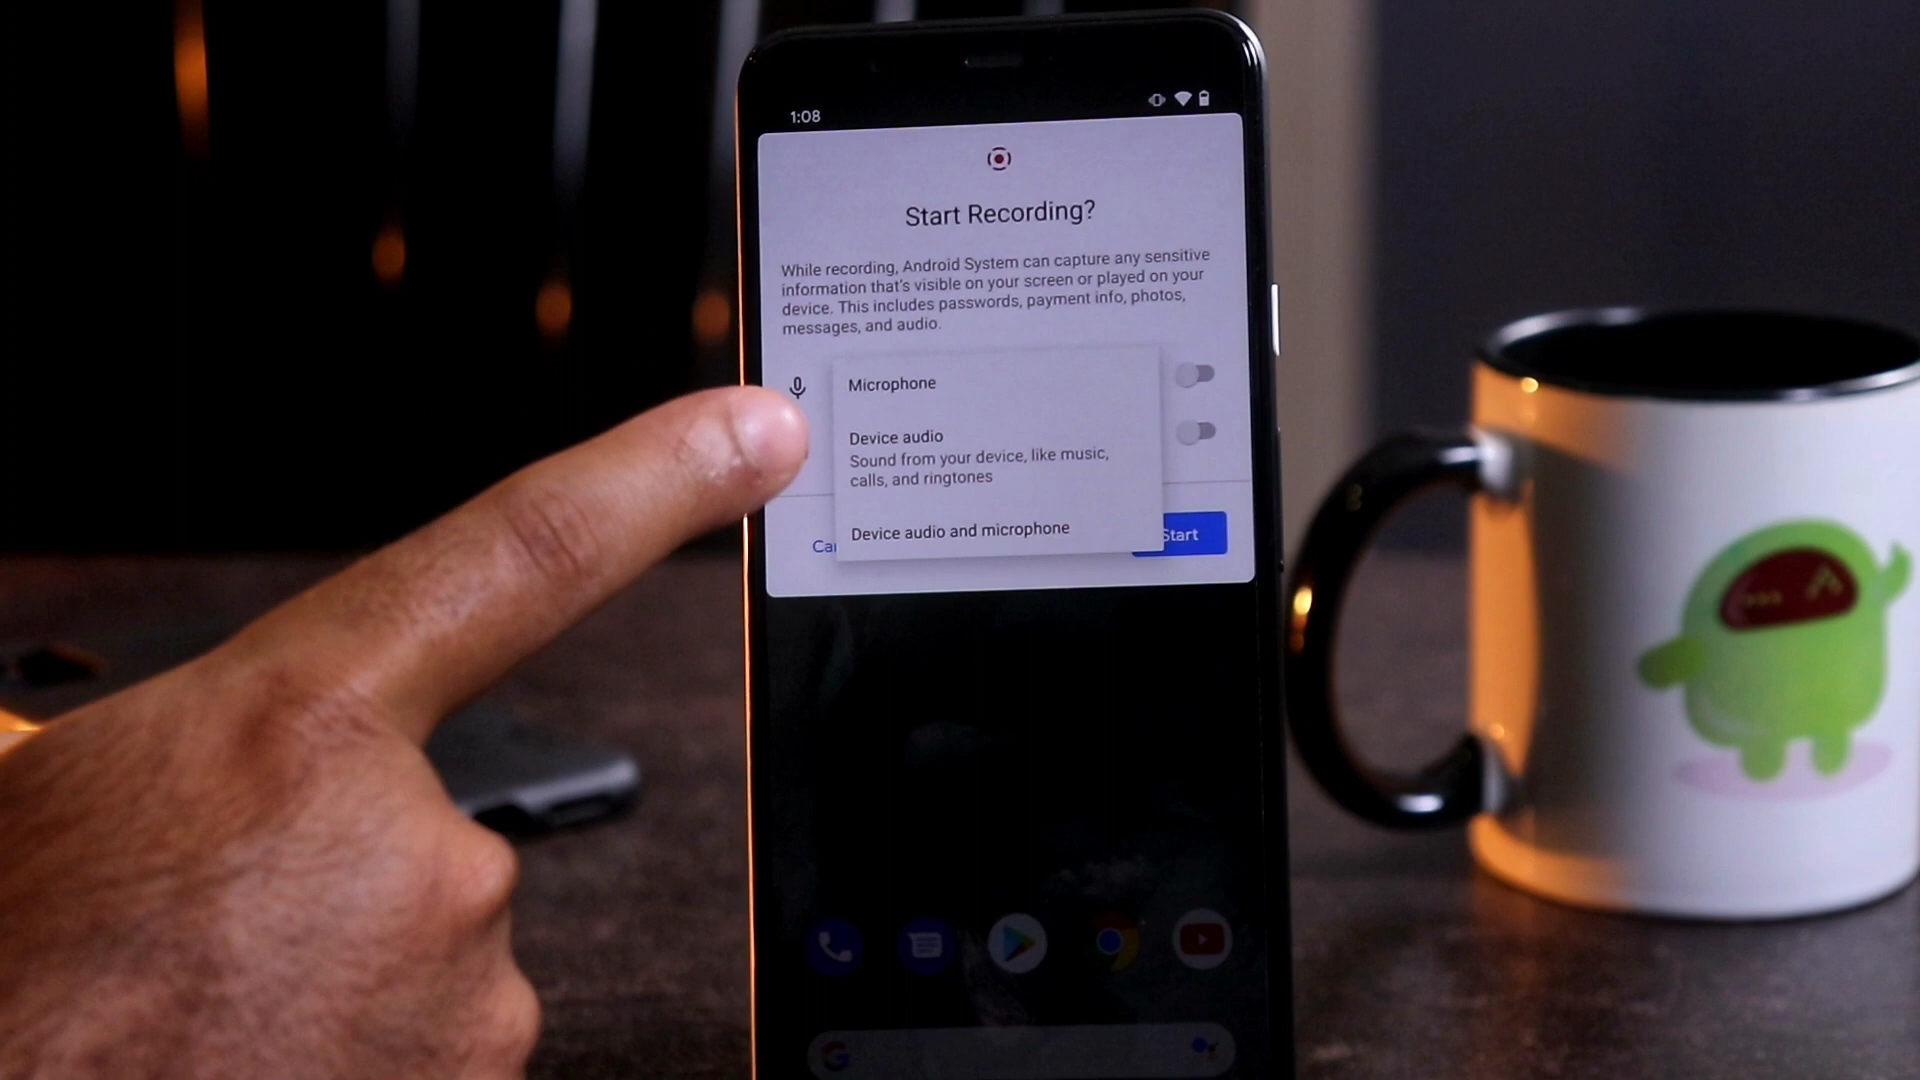 1:08
Start Recording?
While recording, Android System can capture any sensitive
information that's visible on your screen or played on your
device. This includes passwords, payment info, photos,
messages, and audio.
Microphone
Device audio
Sound from your device, like music,
calls, and ringtones
Device audio and microphone
Start